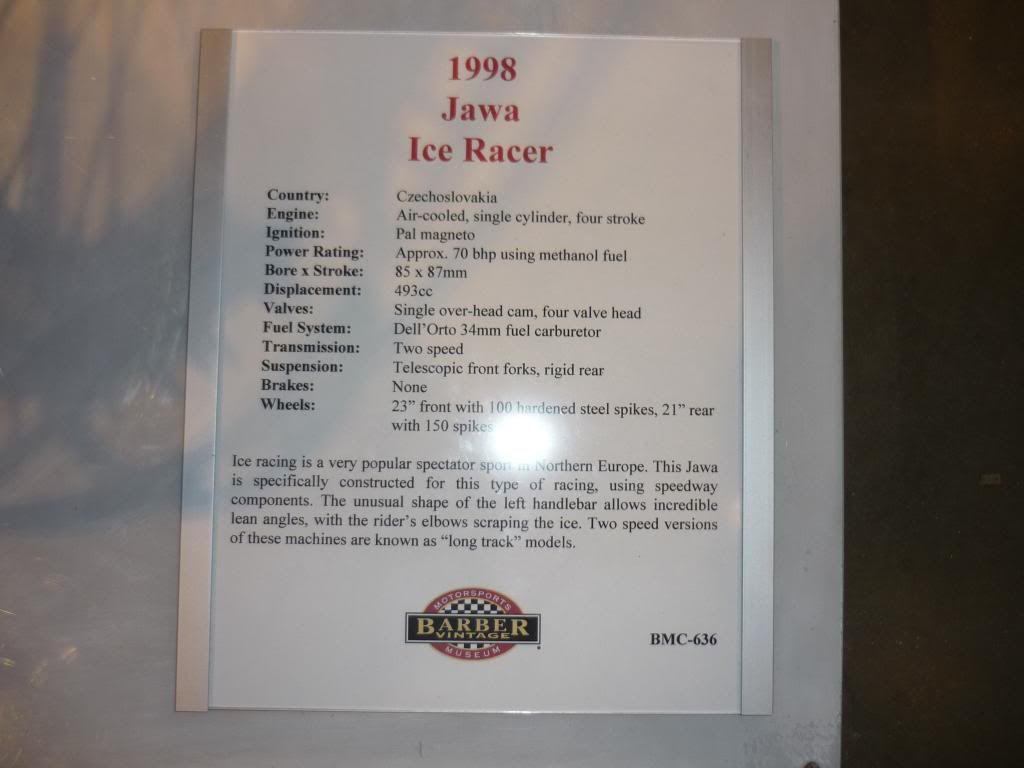 1998
Jawa
Ice Racer
Country: Czechoslovakia
Engine: Air-cooled, single cylinder, four stroke
Ignition: Pal magneto
Power Rating: Approx. 70 bhp using methanol fuel
Bore x Stroke: 85 x 87mm
Displacement: 493cc
Valves: Single over-head cam, four valve head
Fuel System: Dell'Orto 34mm fuel carburetor
Transmission: Two speed
Suspension: Telescopic front forks, rigid rear
Brakes: None
Wheels: 23” front with 100 hardened steel spikes, 21” rear
with 150 spikes
Ice racing is a very popular spectator sport in Northern Europe. This Jawa
is specifically constructed for this type of racing, using speedway
components. The unusual shape of the left handlebar allows incredible
lean angles, with the rider's elbows scraping the ice. Two speed versions
of these machines are known as “long track” models.
MOTORSPORTS
BARBER
VINTAGE
MUSEUM
BMC-636